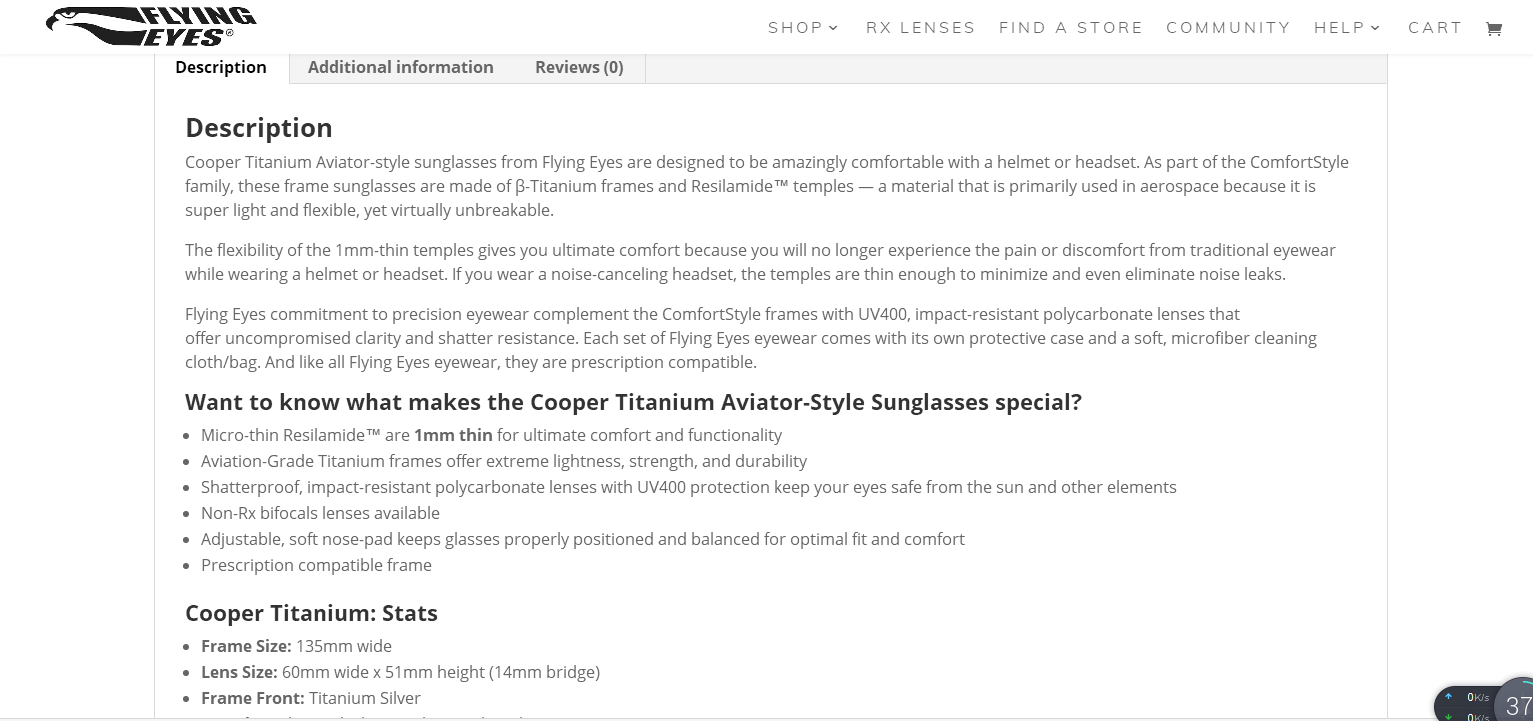 FLYING
EYES®
SHOP RX LENSES FIND A STORE COMMUNITY HELP CART
Description Additional information Reviews (0)
Description
Cooper Titanium Aviator-style sunglasses from Flying Eyes are designed to be amazingly comfortable with a helmet or headset. As part of the ComfortStyle
family, these frame sunglasses are made of β-Titanium frames and Resilamide™ temples — a material that is primarily used in aerospace because it is
super light and flexible, yet virtually unbreakable.
The flexibility of the 1mm-thin temples gives you ultimate comfort because you will no longer experience the pain or discomfort from traditional eyewear
while wearing a helmet or headset. If you wear a noise-canceling headset, the temples are thin enough to minimize and even eliminate noise leaks.
Flying Eyes commitment to precision eyewear complement the ComfortStyle frames with UV400, impact-resistant polycarbonate lenses that
offer uncompromised clarity and shatter resistance. Each set of Flying Eyes eyewear comes with its own protective case and a soft, microfiber cleaning
cloth/bag. And like all Flying Eyes eyewear, they are prescription compatible.
Want to know what makes the Cooper Titanium Aviator-Style Sunglasses special?
• Micro-thin Resilamide™ are 1mm thin for ultimate comfort and functionality
• Aviation-Grade Titanium frames offer extreme lightness, strength, and durability
• Shatterproof, impact-resistant polycarbonate lenses with UV400 protection keep your eyes safe from the sun and other elements
• Non-Rx bifocals lenses available
• Adjustable, soft nose-pad keeps glasses properly positioned and balanced for optimal fit and comfort
• Prescription compatible frame
Cooper Titanium: Stats
• Frame Size: 135mm wide
• Lens Size: 60mm wide x 51mm height (14mm bridge)
• Frame Front: Titanium Silver
0K/s
37
0K/s